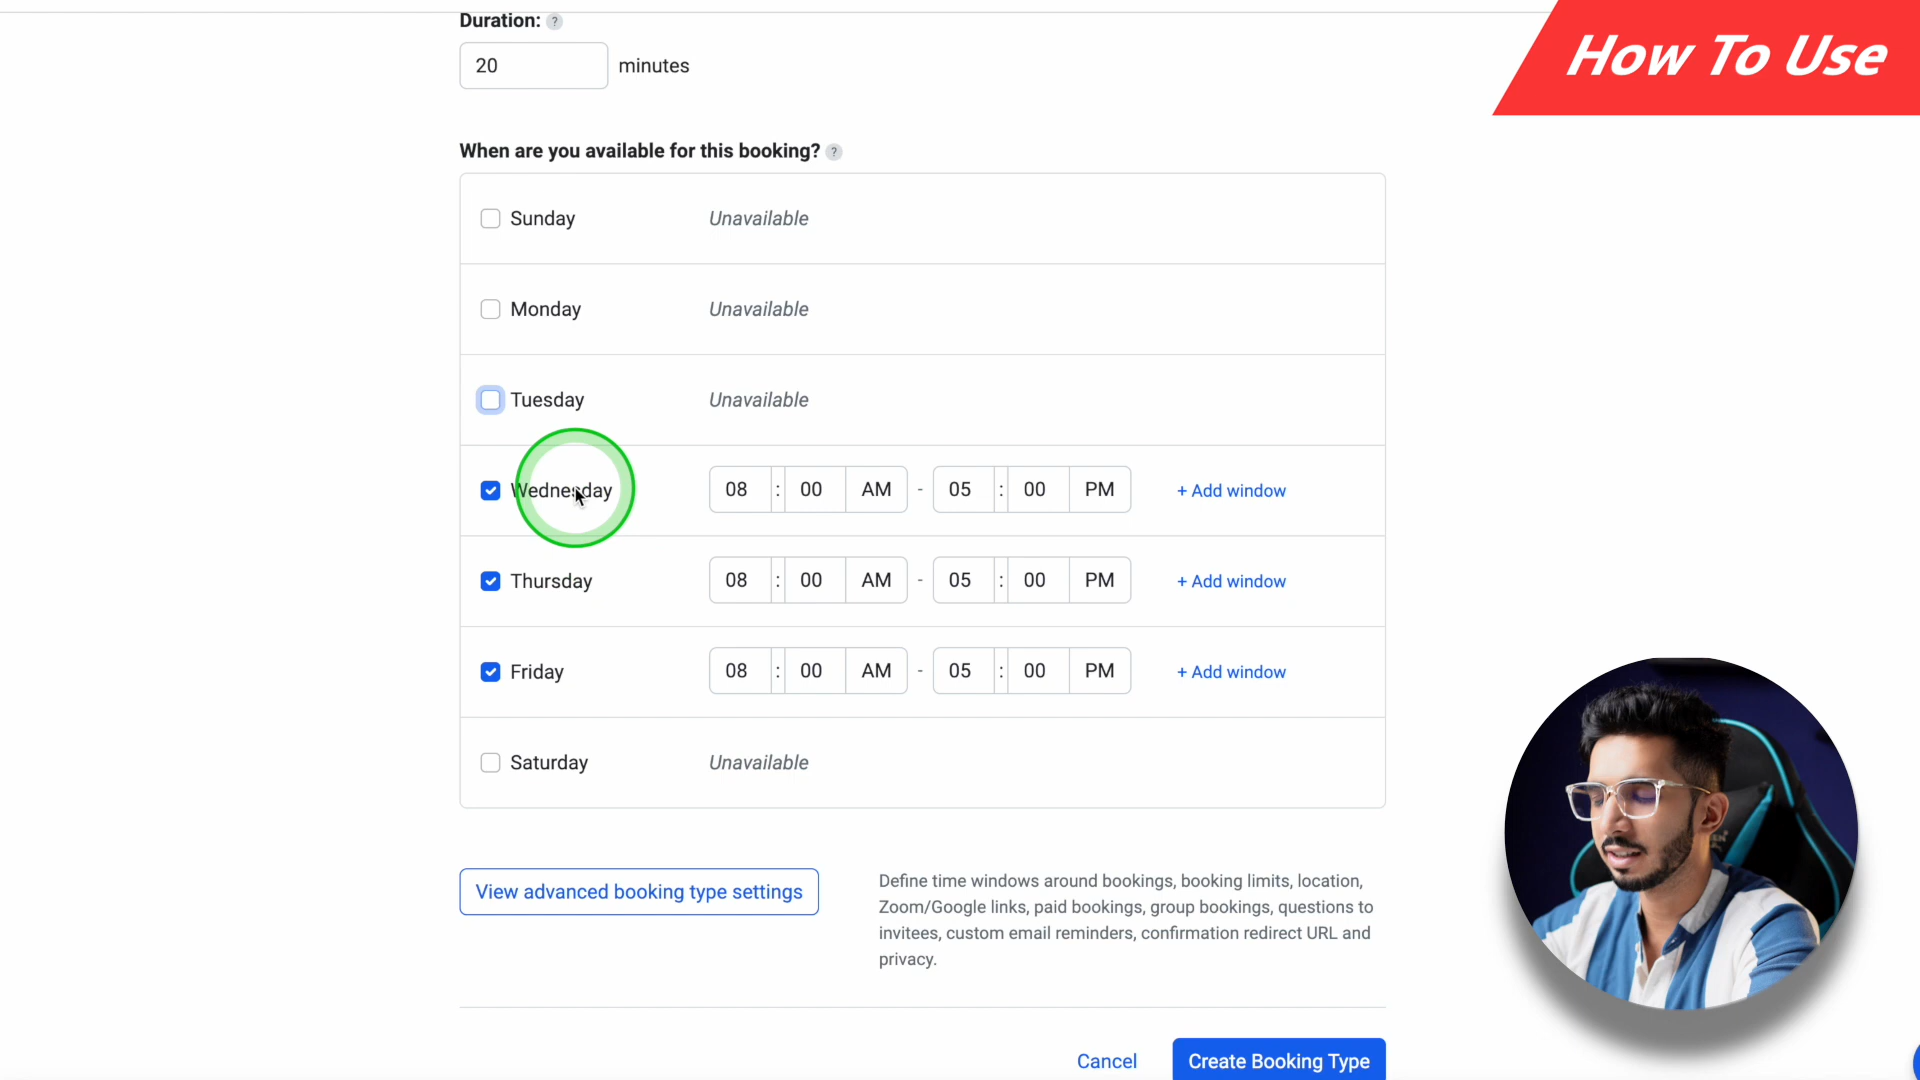 Duration: ?
How To Use
20 minutes
When are you available for this booking? ?
Sunday Unavailable
Monday Unavailable
Tuesday Unavailable
Wednesday 08 : 00 AM - 05 : 00 PM + Add window
Thursday 08 : 00 AM - 05 : 00 PM + Add window
Friday 08 : 00 AM - 05 : 00 PM + Add window
Saturday Unavailable
View advanced booking type settings
Define time windows around bookings, booking limits, location,
Zoom/Google links, paid bookings, group bookings, questions to
invitees, custom email reminders, confirmation redirect URL and
privacy.
Cancel Create Booking Type